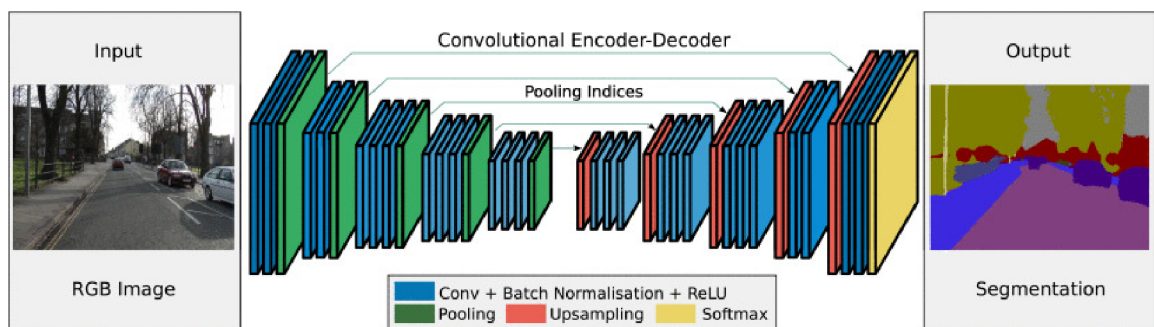 Input
RGB Image
Convolutional Encoder-Decoder
Pooling Indices
Conv + Batch Normalisation + ReLU
Pooling Upsampling Softmax
Output
Segmentation